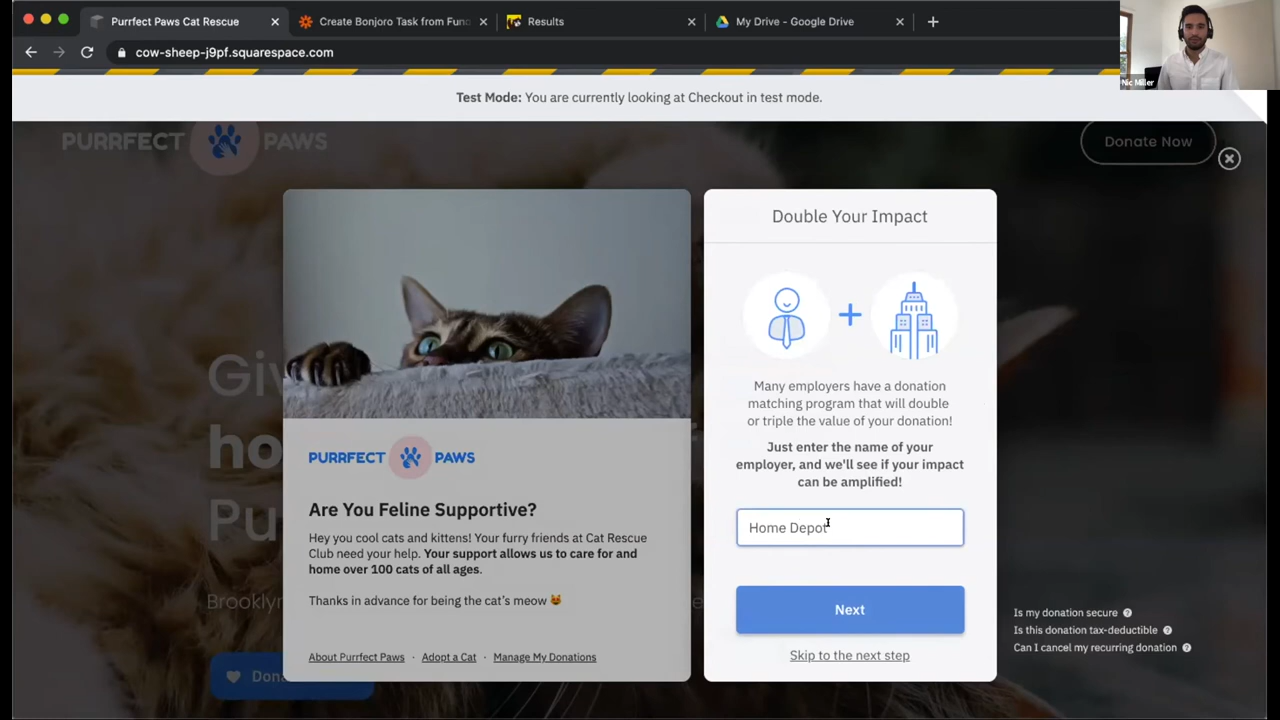 Purrfect Paws Cat Rescue
Create Bonjoro Task from Fund
Results
My Drive - Google Drive
cow-sheep-j9pf.squarespace.com
Nic Miller
Test Mode: You are currently looking at Checkout in test mode.
PURRFECT PAWS
Donate Now
Double Your Impact
Many employers have a donation
matching program that will double
or triple the value of your donation!
Just enter the name of your
employer, and we'll see if your impact
can be amplified!
Home Depot
Next
Skip to the next step
PURRFECT PAWS
Are You Feline Supportive?
Hey you cool cats and kittens! Your furry friends at Cat Rescue
Club need your help. Your support allows us to care for and
home over 100 cats of all ages.
Thanks in advance for being the cat's meow
About Purrfect Paws · Adopt a Cat · Manage My Donations
Brooklyn
Is my donation secure
Is this donation tax-deductible
Can I cancel my recurring donation